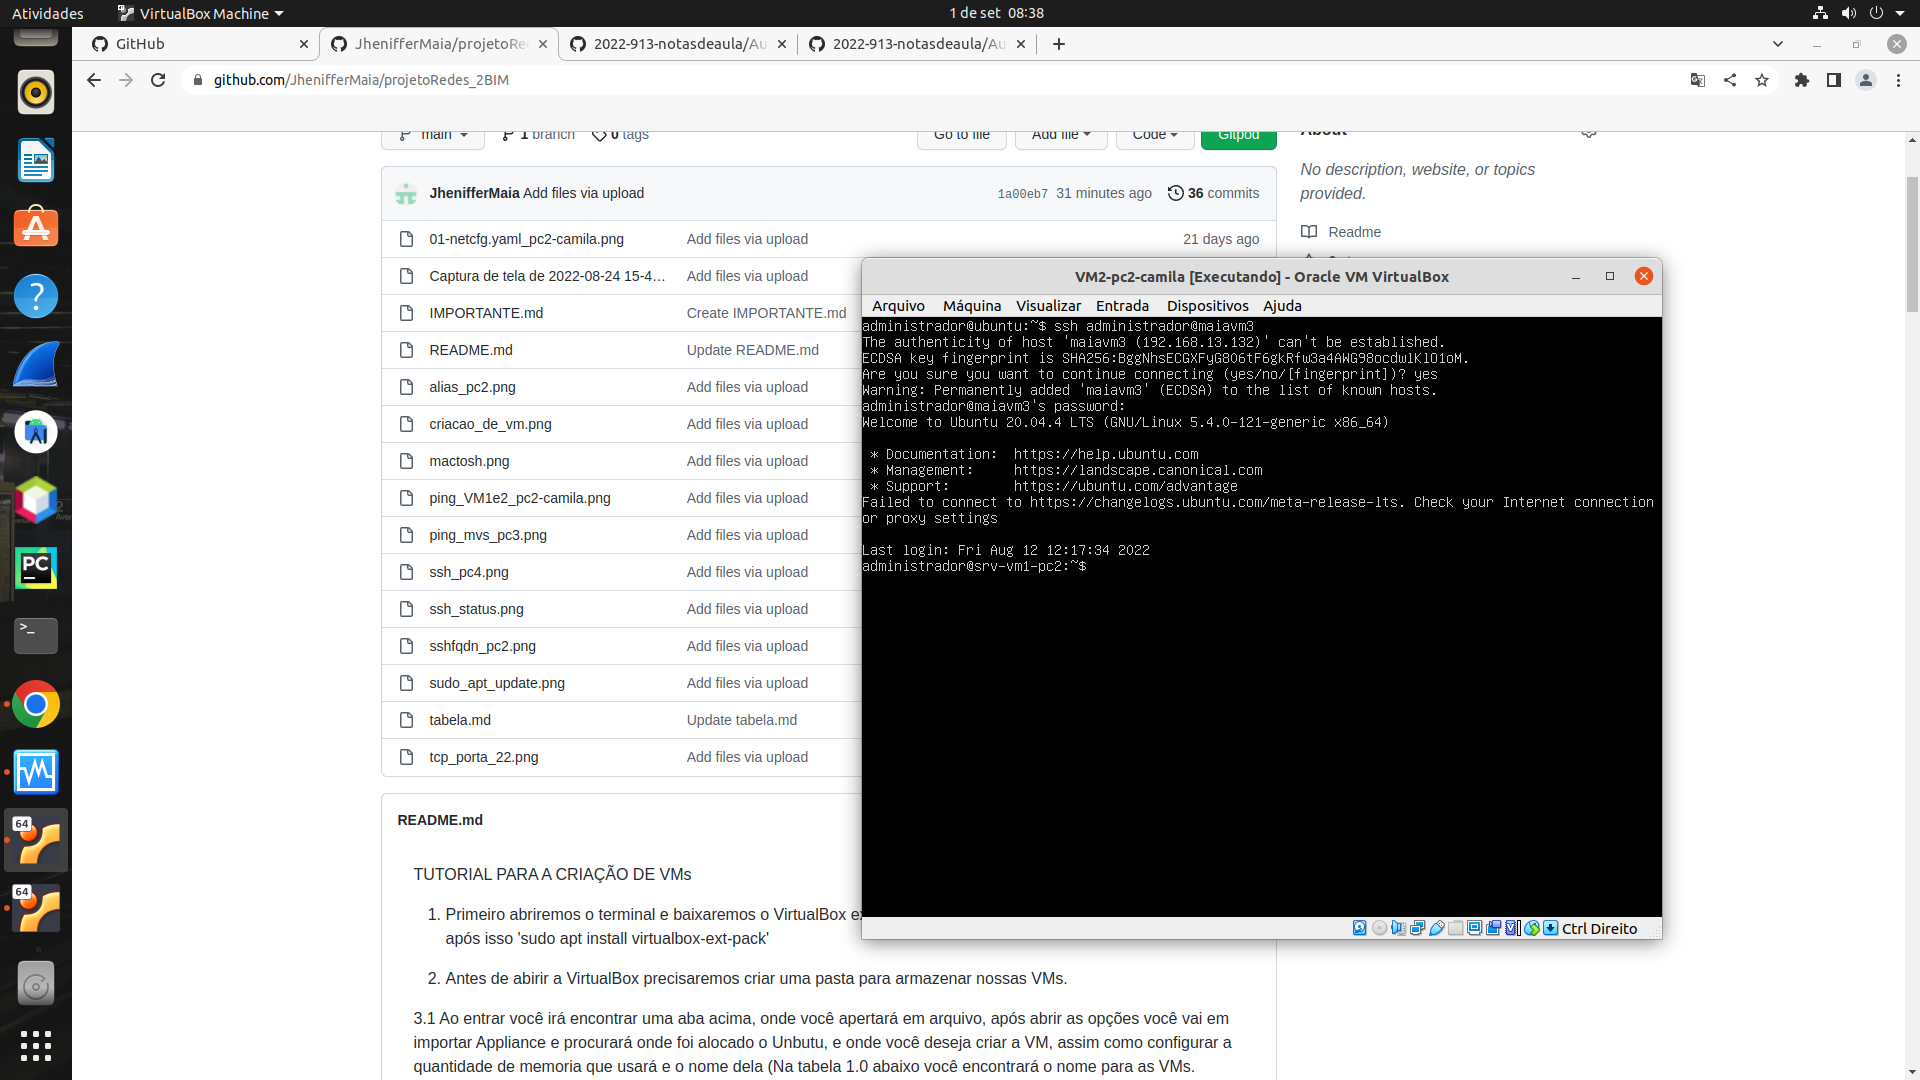 Atividades
VirtualBox Machine
1 de set 08:38
GitHub
JhenifferMaia/projetoRe
2022-913-notasdeaula/Au
2022-913-notasdeaula/Au
github.com/JhenifferMaia/projetoRedes_2BIM
main
1 branch
0 tags
Go to file
Add file
Code
Gitpod
About
No description, website, or topics
provided.
Readme
JhenifferMaia Add files via upload
1a00eb7 31 minutes ago
36 commits
01-netcfg.yaml_pc2-camila.png Add files via upload 21 days ago
Captura de tela de 2022-08-24 15-4… Add files via upload
IMPORTANTE.md Create IMPORTANTE.md
README.md Update README.md
alias_pc2.png Add files via upload
criacao_de_vm.png Add files via upload
mactosh.png Add files via upload
ping_VM1e2_pc2-camila.png Add files via upload
ping_mvs_pc3.png Add files via upload
ssh_pc4.png Add files via upload
ssh_status.png Add files via upload
sshfqdn_pc2.png Add files via upload
sudo_apt_update.png Add files via upload
tabela.md Update tabela.md
tcp_porta_22.png Add files via upload
README.md
TUTORIAL PARA A CRIAÇÃO DE VMs
1. Primeiro abriremos o terminal e baixaremos o VirtualBox
após isso 'sudo apt install virtualbox-ext-pack'
2. Antes de abirir a VirtualBox precisaremos criar uma pasta para armazenar nossas VMs.
3.1 Ao entrar você irá encontrar uma aba acima, onde você apertará em arquivo, após abrir as opções você vai em
importar Appliance e procurará onde foi alocado o Unbutu, e onde você deseja criar a VM, assim como configurar a
quantidade de memoria que usará e o nome dela (Na tabela 1.0 abaixo você encontrará o nome para as VMs.
VM2-pc2-camila [Executando] - Oracle VM VirtualBox
Arquivo Máquina Visualizar Entrada Dispositivos Ajuda
administrador@ubuntu:~$ ssh administrador@maiavm3
The authenticity of host 'maiavm3 (192.168.13.132)' can't be established.
ECDSA key fingerprint is SHA256:BggNhsECGXFyG8O6tF6gkRfw3a4AWG98ocdwlKlO1oM.
Are you sure you want to continue connecting (yes/no/[fingerprint])? yes
Warning: Permanently added 'maiavm3' (ECDSA) to the list of known hosts.
administrador@maiavm3's password:
Welcome to Ubuntu 20.04.4 LTS (GNU/Linux 5.4.0-121-generic x86_64)
* Documentation: https://help.ubuntu.com
* Management: https://landscape.canonical.com
* Support: https://ubuntu.com/advantage
Failed to connect to https://changelogs.ubuntu.com/meta-release-lts. Check your Internet connection
or proxy settings
Last login: Fri Aug 12 12:17:34 2022
administrador@srv-vm1-pc2:~$
Ctrl Direito
64
64
PC